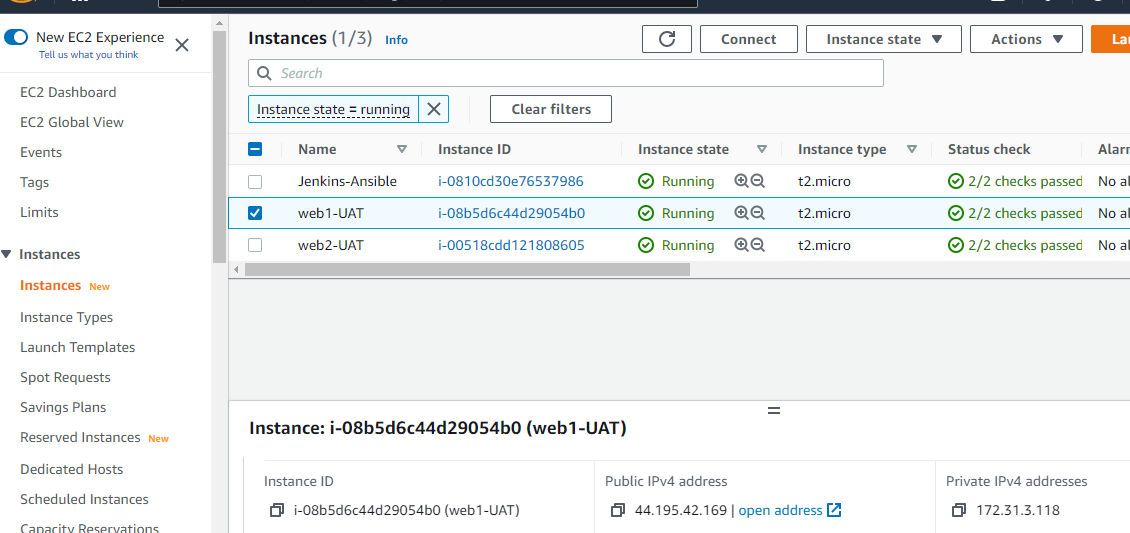 New EC2 Experience
Tell us what you think
EC2 Dashboard
EC2 Global View
Events
Tags
Limits
Instances
Instances New
Instance Types
Launch Templates
Spot Requests
Savings Plans
Reserved Instances New
Dedicated Hosts
Scheduled Instances
Capacity Reservations
Instances (1/3) Info
Connect Instance state Actions
Search
Instance state = running Clear filters
Name Instance ID Instance state Instance type Status check
Jenkins-Ansible i-0810cd30e76537986 Running t2.micro 2/2 checks passed No
web1-UAT i-08b5d6c44d29054b0 Running t2.micro 2/2 checks passed No
web2-UAT i-00518cdd121808605 Running t2.micro 2/2 checks passed No
Instance: i-08b5d6c44d29054b0 (web1-UAT)
Instance ID Public IPv4 address Private IPv4 addresses
i-08b5d6c44d29054b0 (web1-UAT) 44.195.42.169 | open address 172.31.3.118